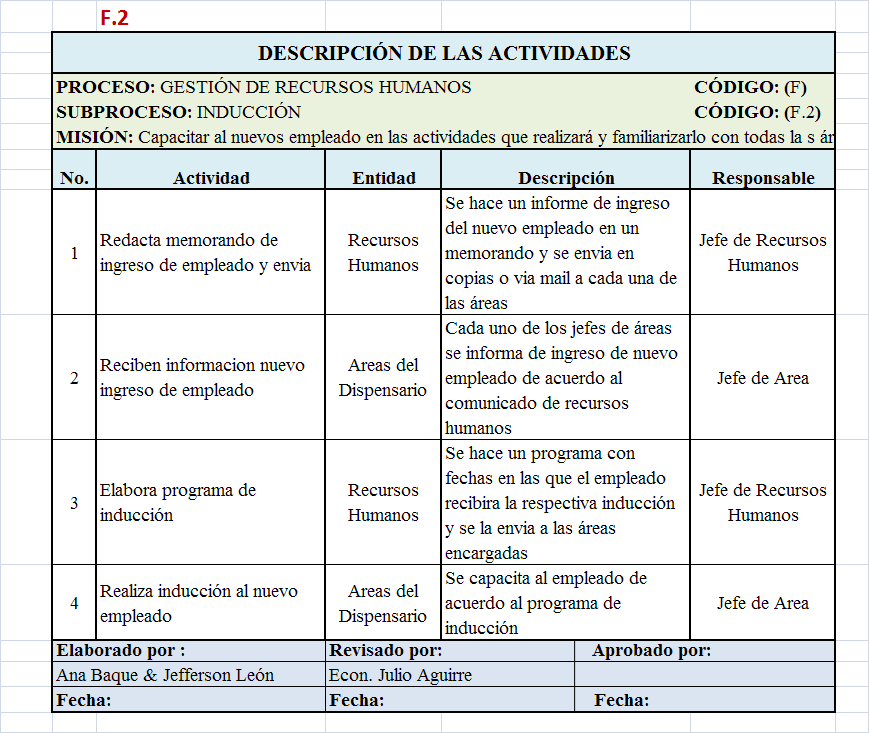 F.2
DESCRIPCIÓN DE LAS ACTIVIDADES
PROCESO: GESTIÓN DE RECURSOS HUMANOS CÓDIGO: (F)
SUBPROCESO: INDUCCIÓN CÓDIGO: (F.2)
MISIÓN: Capacitar al nuevos empleado en las actividades que realizará y familiarizarlo con todas la s ár
No. Actividad Entidad Descripción Responsable
1
Redacta memorando de
ingreso de empleado y envia
Recursos
Humanos
Se hace un informe de ingreso
del nuevo empleado en un
memorando y se envia en
copias o via mail a cada una de
las áreas
Jefe de Recursos
Humanos
2
Reciben informacion nuevo
ingreso de empleado
Areas del
Dispensario
Cada uno de los jefes de áreas
se informa de ingreso de nuevo
empleado de acuerdo al
comunicado de recursos
humanos
Jefe de Area
3
Elabora programa de
inducción
Recursos
Humanos
Se hace un programa con
fechas en las que el empleado
recibira la respectiva inducción
y se la envia a las áreas
encargadas
Jefe de Recursos
Humanos
4
Realiza inducción al nuevo
empleado
Areas del
Dispensario
Se capacita al empleado de
acuerdo al programa de
inducción
Jefe de Area
Elaborado por : Revisado por: Aprobado por:
Ana Baque & Jefferson León Econ. Julio Aguirre
Fecha: Fecha: Fecha: